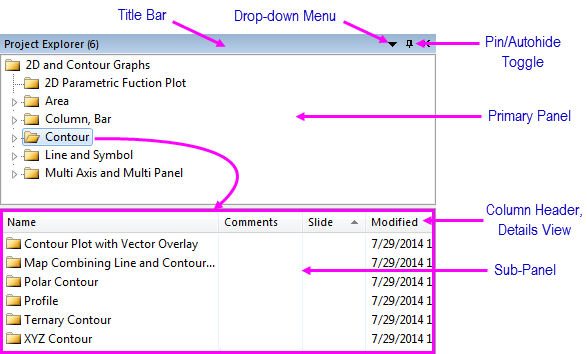 Title Bar
Drop-down Menu
Pin/Autohide
Toggle
Project Explorer (6)
2D and Contour Graphs
2D Parametric Fuction Plot
Area
Column, Bar
Contour
Line and Symbol
Multi Axis and Multi Panel
Primary Panel
Column Header,
Details View
Name Comments Slide Modified
Contour Plot with Vector Overlay 7/29/2014 1
Map Combining Line and Contour... 7/29/2014 1
Sub-Panel
Polar Contour 7/29/2014 1
Profile 7/29/2014 1
Ternary Contour 7/29/2014 1
XYZ Contour 7/29/2014 1